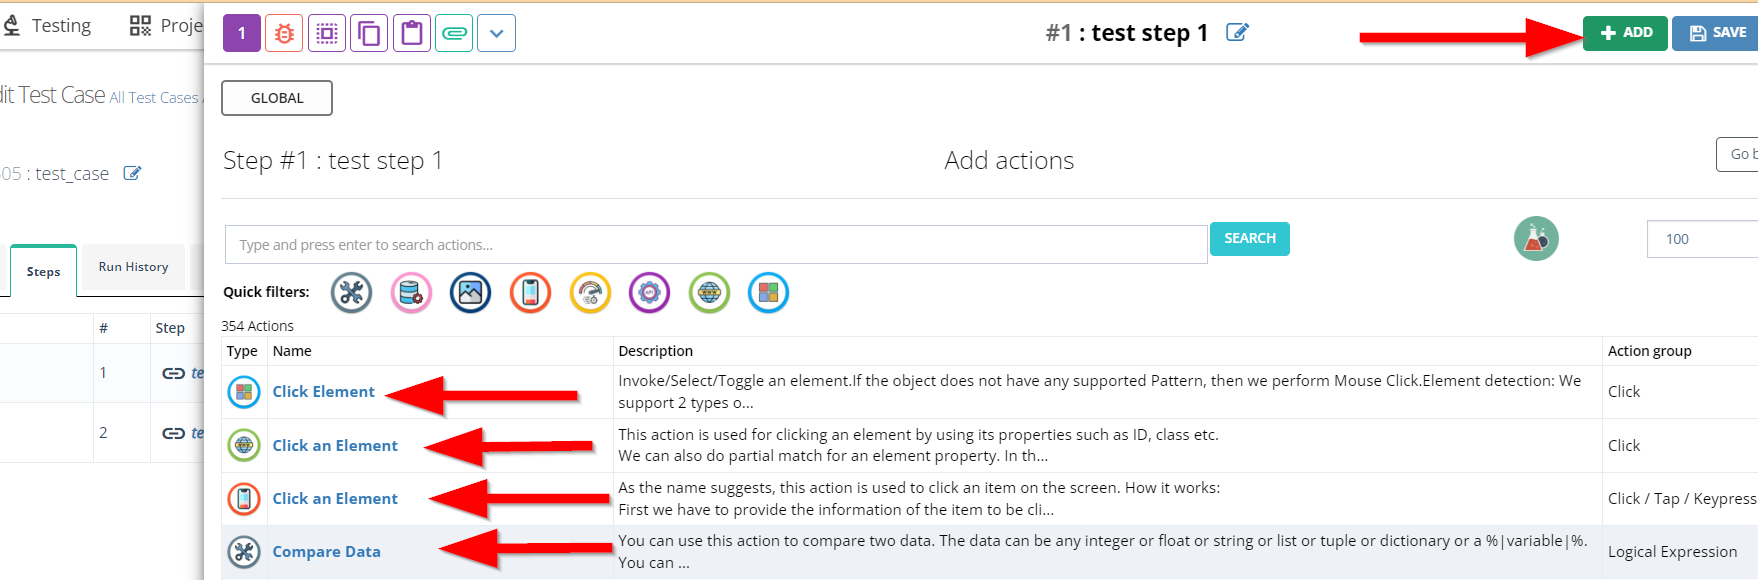 Testing
Proje
1
#1 : test step 1
ADD
SAVE
GLOBAL
dit Test Case All Test Cases
Step #1 : test step 1
Add actions
Go b
505 : test_case
Type and press enter to search actions...
SEARCH
100
Steps
Run History
Quick filters:
354 Actions
# Step
1 te
2 te
Type Name Description Action group
Click Element
Invoke/Select/Toggle an element.If the object does not have any supported Pattern, then we perform Mouse Click.Element detection: We
support 2 types o...
Click
Click an Element
This action is used for clicking an element by using its properties such as ID, class etc.
We can also do partial match for an element property. In th...
Click
Click an Element
As the name suggests, this action is used to click an item on the screen. How it works:
First we have to provide the information of the item to be cli...
Click / Tap / Keypress
Compare Data
You can use this action to compare two data. The data can be any integer or float or string or list or tuple or dictionary or a %|variable|%.
You can ...
Logical Expression